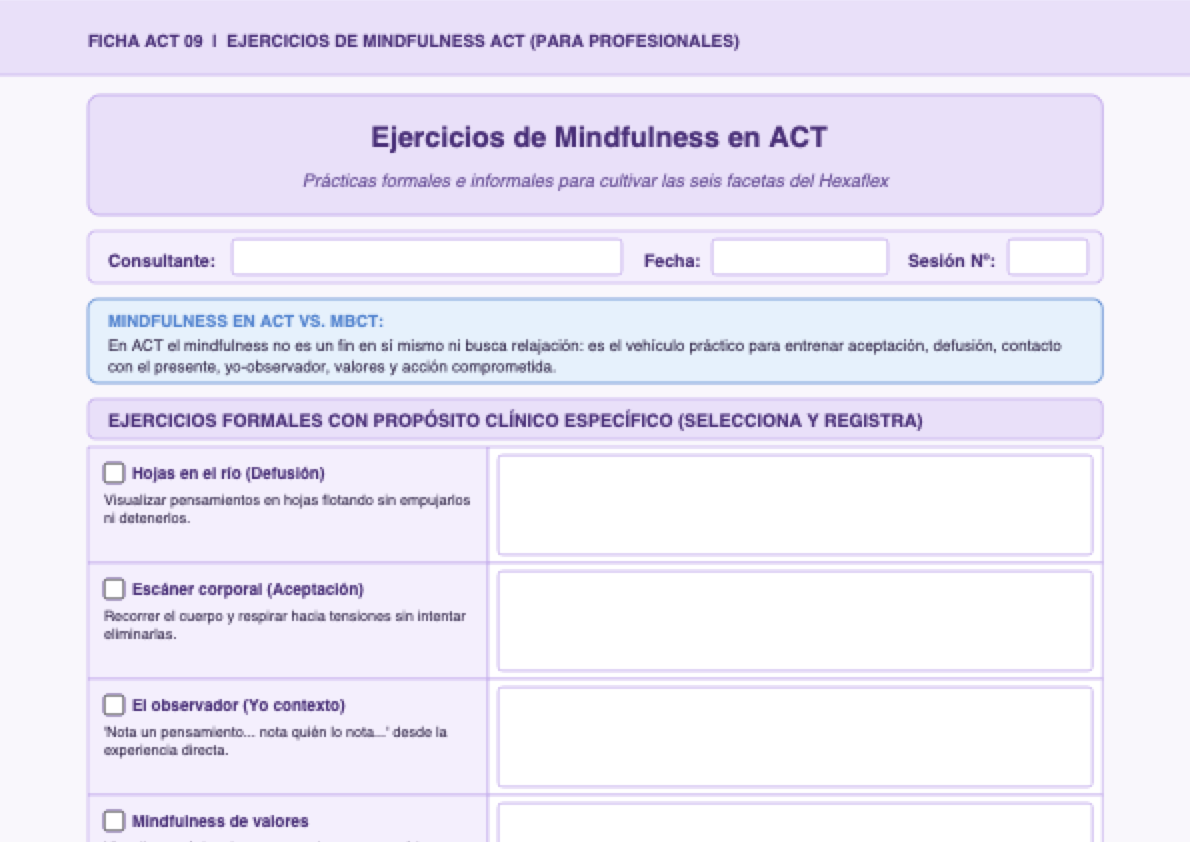 FICHA ACT 09 | EJERCICIOS DE MINDFULNESS ACT (PARA PROFESIONALES)
Ejercicios de Mindfulness en ACT
Prácticas formales e informales para cultivar las seis facetas del Hexaflex
Consultante: Fecha: Sesión Nº:
MINDFULNESS EN ACT VS. MBCT:
En ACT el mindfulness no es un fin en sí mismo ni busca relajación: es el vehículo práctico para entrenar aceptación, defusión, contacto
con el presente, yo-observador, valores y acción comprometida.
EJERCICIOS FORMALES CON PROPÓSITO CLÍNICO ESPECÍFICO (SELECCIONA Y REGISTRA)
Hojas en el río (Defusión)
Visualizar pensamientos en hojas flotando sin empujarlos
ni detenerlos.
Escáner corporal (Aceptación)
Recorrer el cuerpo y respirar hacia tensiones sin intentar
eliminarlas.
El observador (Yo contexto)
'Nota un pensamiento... nota quién lo nota...' desde la
experiencia directa.
Mindfulness de valores